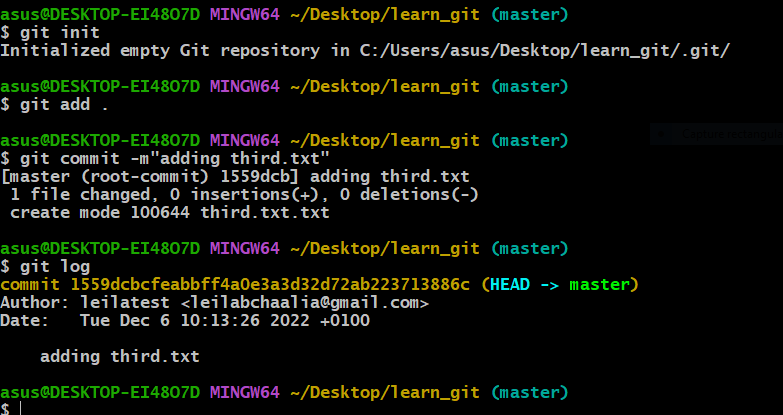 asus@DESKTOP-EI48O7D MINGW64 ~/Desktop/learn_git (master)
$ git init
Initialized empty Git repository in C:/Users/asus/Desktop/learn_git/.git/
asus@DESKTOP-EI48O7D MINGW64 ~/Desktop/learn_git (master)
$ git add .
asus@DESKTOP-EI48O7D MINGW64 ~/Desktop/learn_git (master)
$ git commit -m"adding third.txt"
[master (root-commit) 1559dcb] adding third.txt
 1 file changed, 0 insertions(+), 0 deletions(-)
 create mode 100644 third.txt.txt
asus@DESKTOP-EI48O7D MINGW64 ~/Desktop/learn_git (master)
$ git log
commit 1559dcbcfeabbff4a0e3a3d32d72ab223713886c (HEAD -> master)
Author: leilatest <leilabchaalia@gmail.com>
Date:   Tue Dec 6 10:13:26 2022 +0100
    adding third.txt
asus@DESKTOP-EI48O7D MINGW64 ~/Desktop/learn_git (master)
$